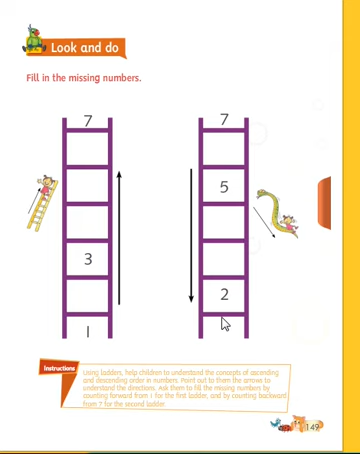 Look and do
Fill in the missing numbers.
7 7
5
3
2
1
Instructions
Using ladders, help children to understand the concepts of ascending
and descending order in numbers. Point out to them the arrows to
understand the directions. Ask them to fill the missing numbers by
counting forward from 1 for the first ladder, and by counting backward
from 7 for the second ladder.
149